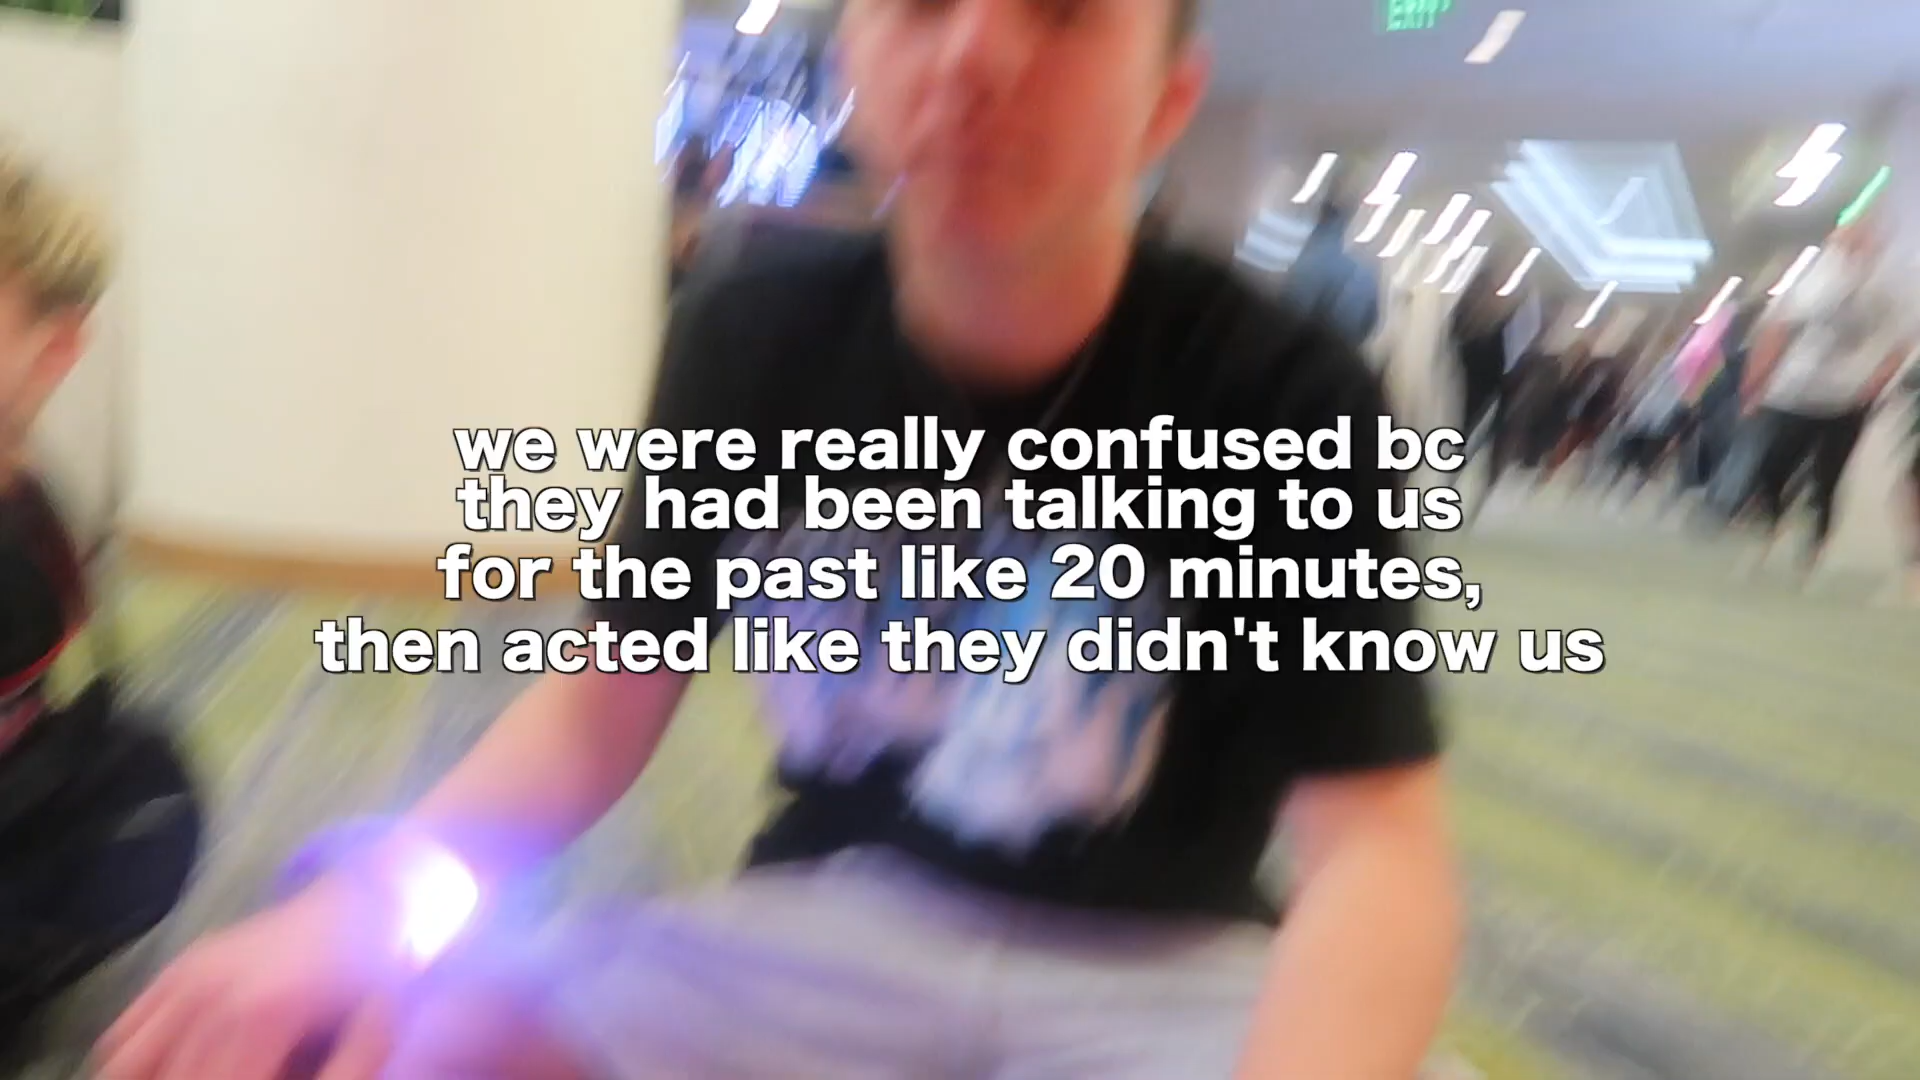 EXIT
we were really confused bc
they had been talking to us
for the past like 20 minutes,
then acted like they didn't know us